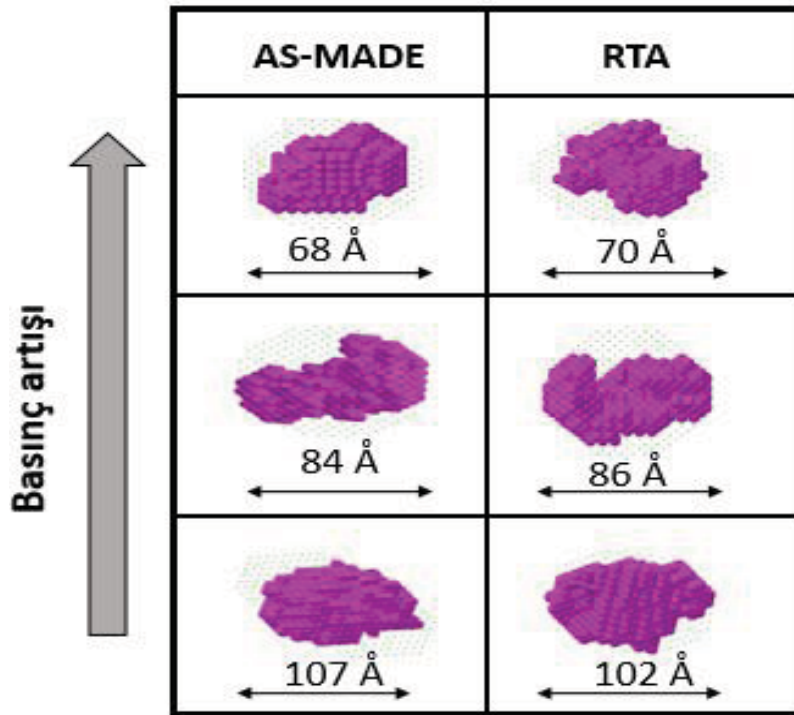 AS-MADE RTA
68 Å 70 Å
84 Å 86 Å
107 Å 102 Å
Basınç artışı